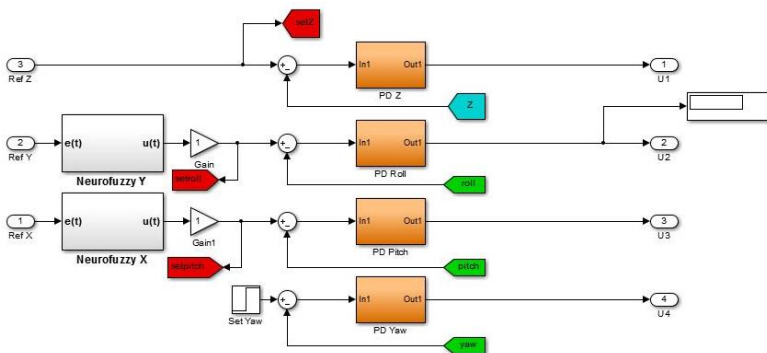 setZ
3
Ref Z
In1 Out1
PD Z
1
U1
Z
2
Ref Y
e(t) u(t)
Neurofuzzy Y
1
Gain
setroll
In1 Out1
PD Roll
2
U2
roll
1
Ref X
e(t) u(t)
Neurofuzzy X
1
Gain1
setpitch
In1 Out1
PD Pitch
3
U3
pitch
Set Yaw
In1 Out1
PD Yaw
4
U4
yaw